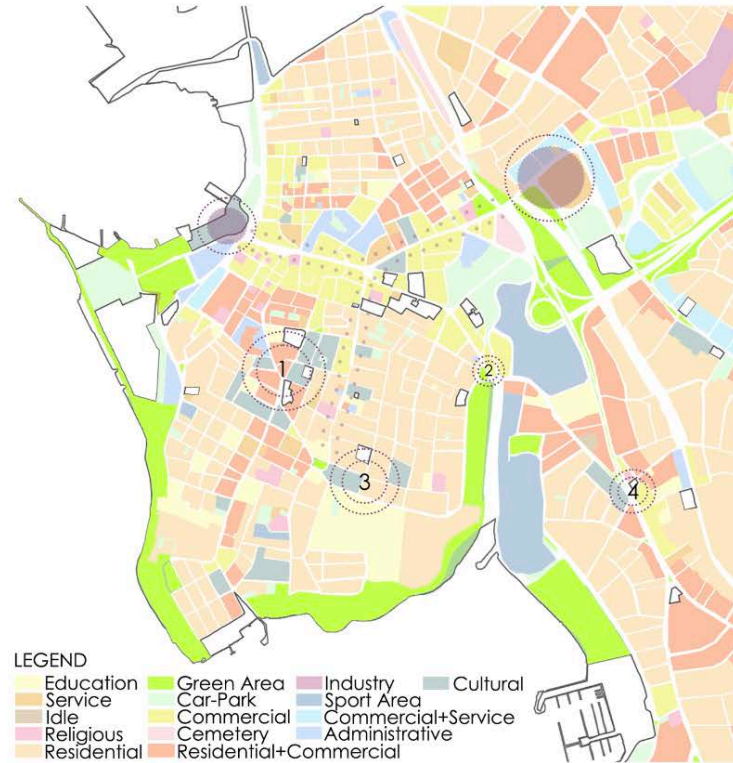 1
2
3
4
LEGEND
Education Green Area Industry Cultural
Service Car-Park Sport Area
Idle Commercial Commercial+Service
Religious Cemetery Administrative
Residential Residential+Commercial